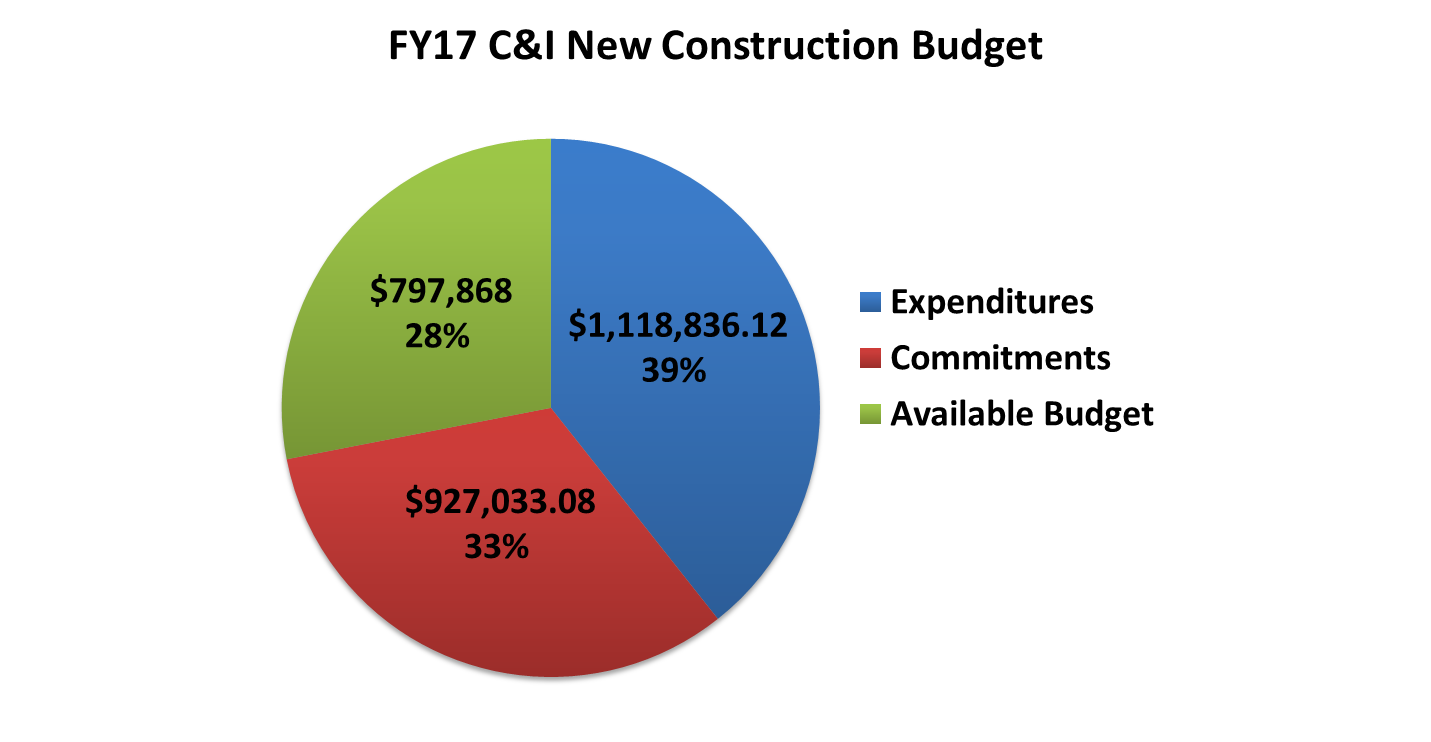 FY17 C&I New Construction Budget
$797,868
28%
$1,118,836.12
39%
$927,033.08
33%
Expenditures
Commitments
Available Budget